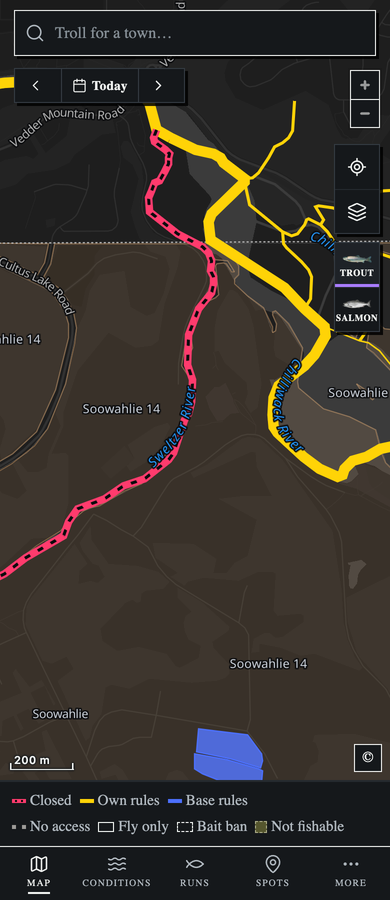 Troll for a town…
Today
Vedder Mountain Road
Cultus Lake Road
TROUT
SALMON
Soowahlie 14
Sweltzer River
Chilliwack River
Soowahlie
Soowahlie 14
Soowahlie
200 m
©
Closed
Own rules
Base rules
No access
Fly only
Bait ban
Not fishable
MAP
CONDITIONS
RUNS
SPOTS
MORE